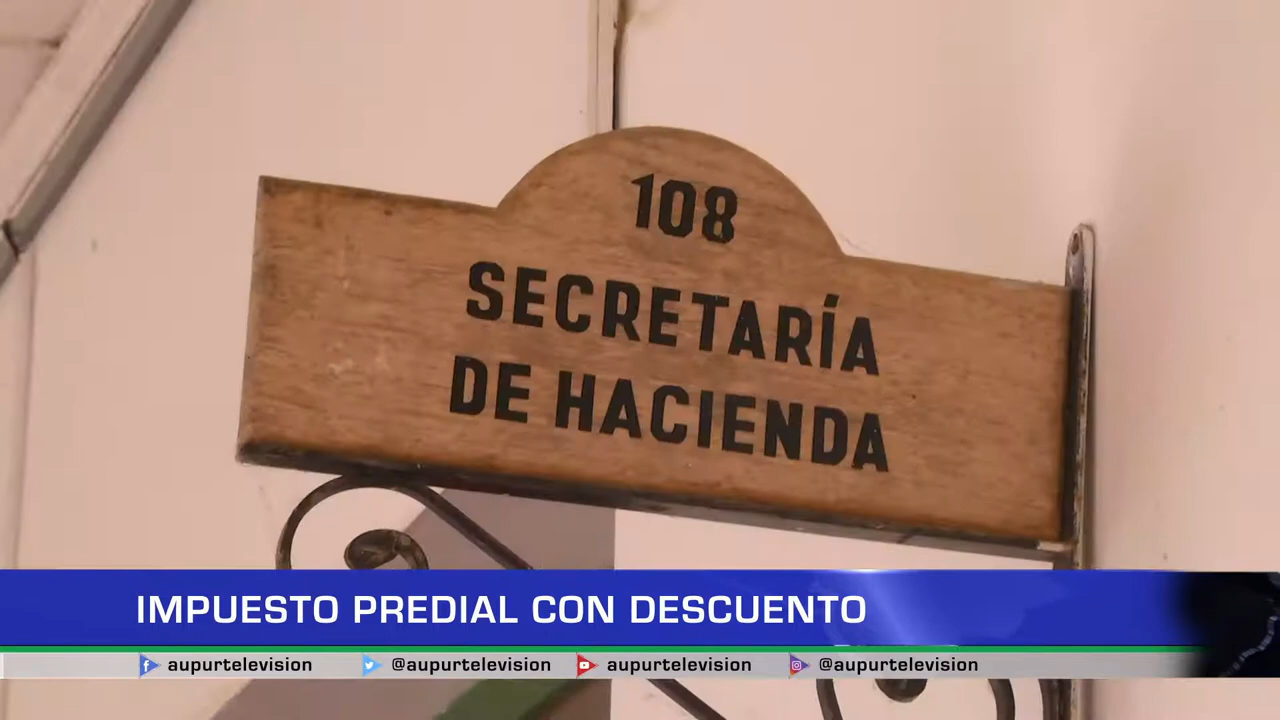 108
SECRETARÍA
DE HACIENDA
IMPUESTO PREDIAL CON DESCUENTO
aupurtelevision @aupurtelevision aupurtelevision @aupurtelevision